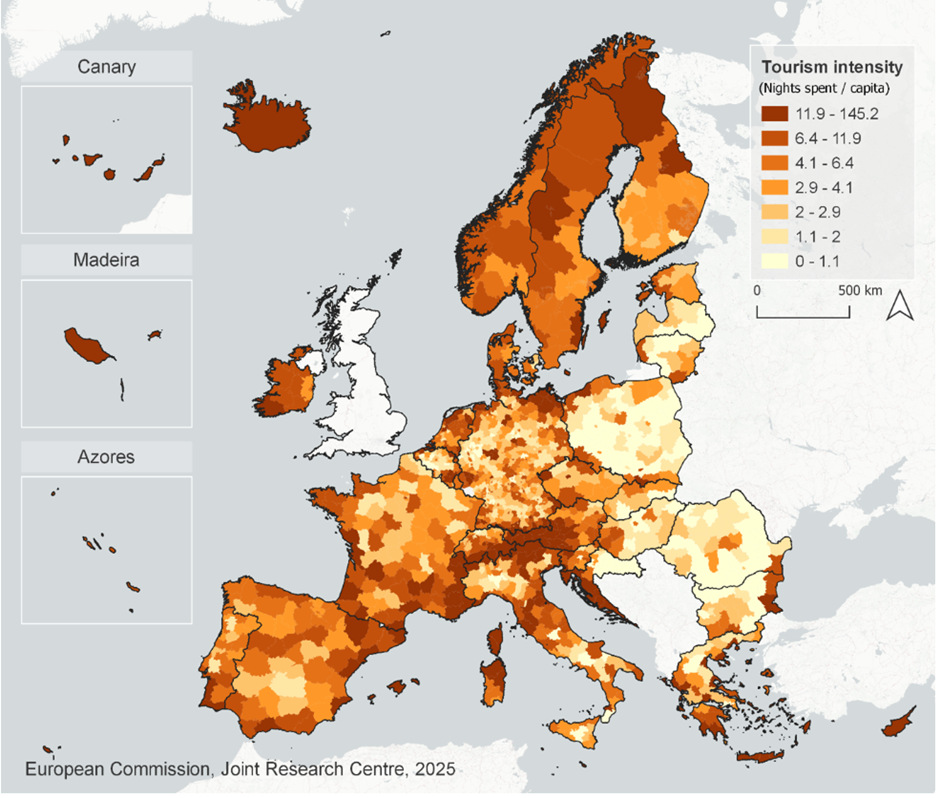 Canary
Madeira
Azores
Tourism intensity
(Nights spent / capita)
11.9 - 145.2
6.4 - 11.9
4.1 - 6.4
2.9 - 4.1
2 - 2.9
1.1 - 2
0 - 1.1
0 500 km
European Commission, Joint Research Centre, 2025